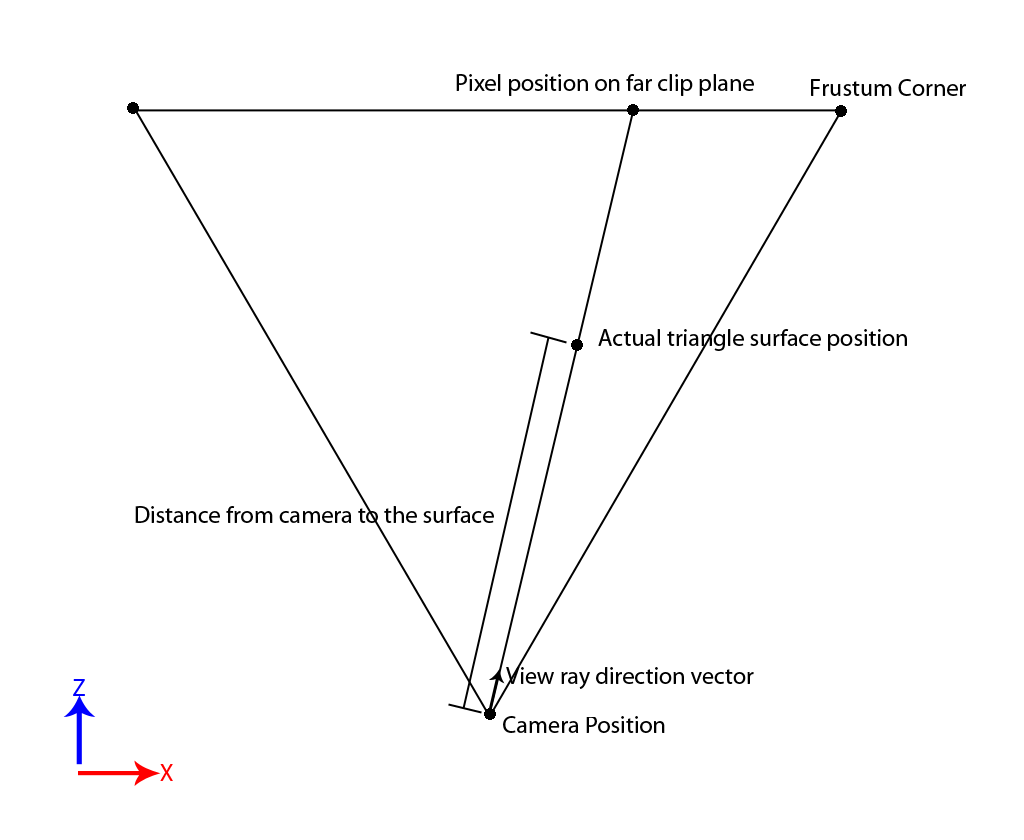 Pixel position on far clip plane
Frustum Corner
Actual triangle surface position
Distance from camera to the surface
View ray direction vector
Camera Position
Z
X